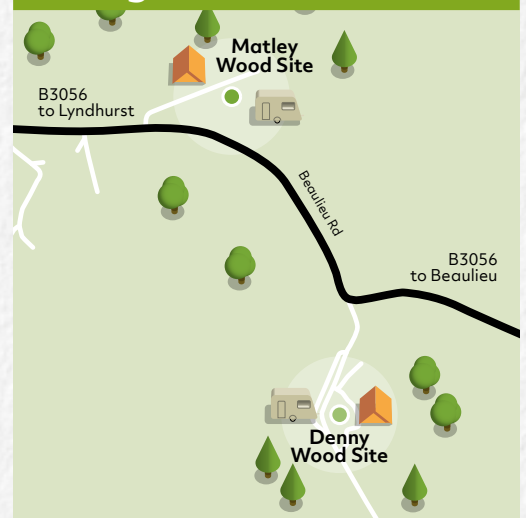 Matley
Wood Site
B3056
to Lyndhurst
Beaulieu Rd
B3056
to Beaulieu
Denny
Wood Site